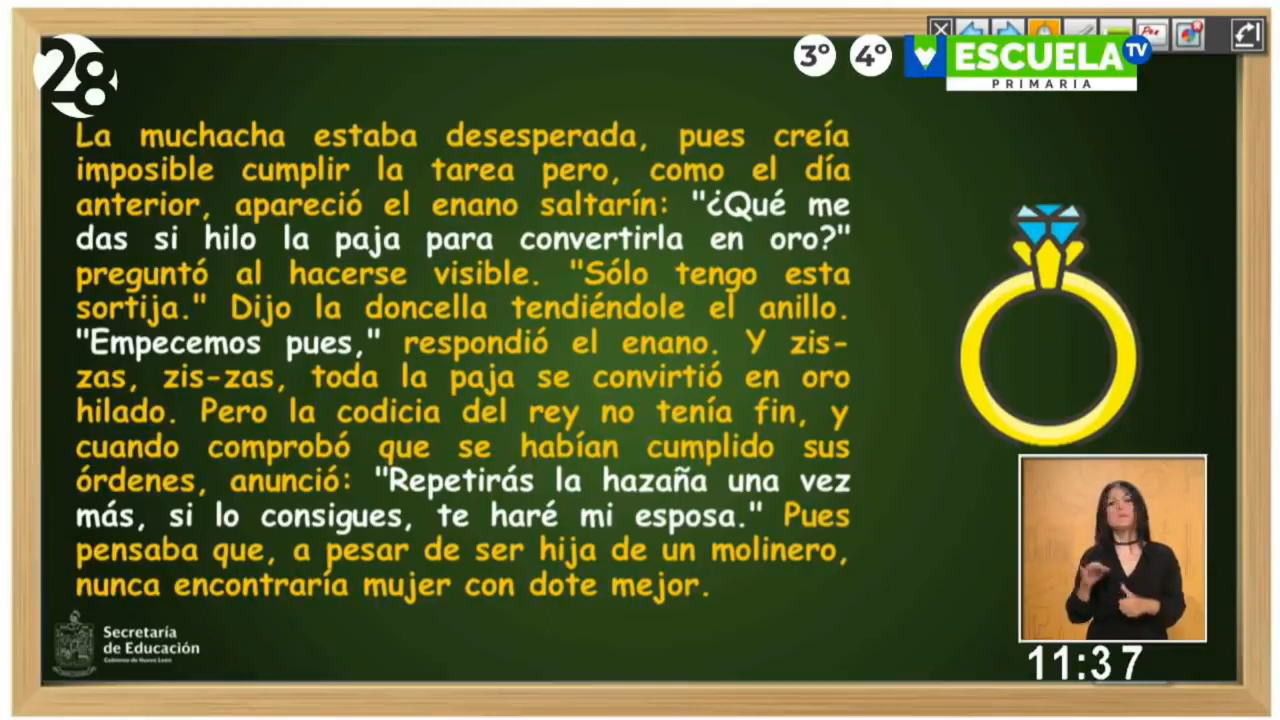 28
3º 4º ESCUELA TV
PRIMARIA
La muchacha estaba desesperada, pues creía
imposible cumplir la tarea pero, como el día
anterior, apareció el enano saltarín: "¿Qué me
das si hilo la paja para convertirla en oro?"
preguntó al hacerse visible. "Sólo tengo esta
sortija." Dijo la doncella tendiéndole el anillo.
"Empecemos pues," respondió el enano. Y zis-
zas, zis-zas, toda la paja se convirtió en oro
hilado. Pero la codicia del rey no tenía fin, y
cuando comprobó que se habían cumplido sus
órdenes, anunció: "Repetirás la hazaña una vez
más, si lo consigues, te haré mi esposa." Pues
pensaba que, a pesar de ser hija de un molinero,
nunca encontraría mujer con dote mejor.
Secretaría
de Educación
Gobierno de Nuevo León
11:37